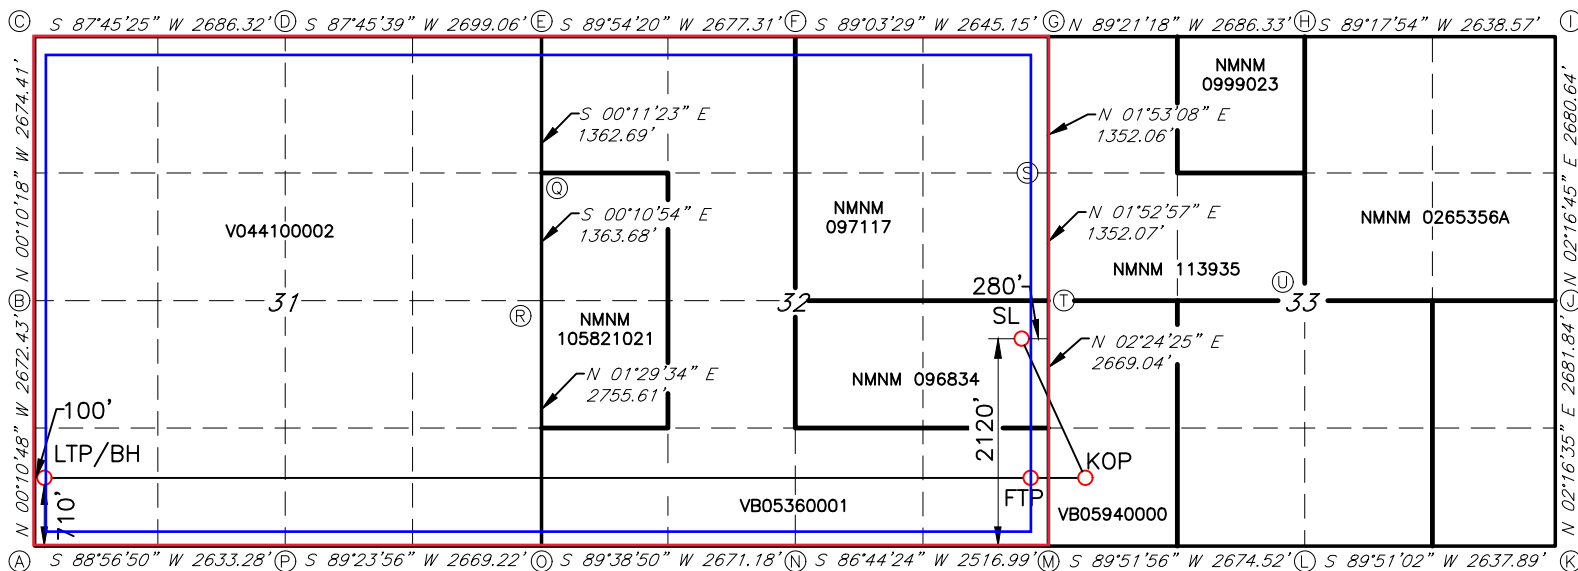 C S 87°45'25" W 2686.32' D S 87°45'39" W 2699.06' E S 89°54'20" W 2677.31' F S 89°03'29" W 2645.15' G N 89°21'18" W 2686.33' H S 89°17'54" W 2638.57' I
N 00°10'18" W 2674.41'
N 02°16'45" E 2680.64'
NMNM
0999023
S 00°11'23" E
1362.69'
N 01°53'08" E
1352.06'
Q
S
S 00°10'54" E
1363.68'
NMNM
097117
N 01°52'57" E
1352.07'
NMNM 0265356A
V044100002
NMNM 113935
U
280'
B
31
32
T
33
J
R
NMNM
105821021
SL
N 02°24'25" E
2669.04'
N 01°29'34" E
2755.61'
NMNM 096834
2120'
100'
LTP/BH
KOP
FTP
710'
VB05360001
VB05940000
N 00°10'48" W 2672.43'
N 02°16'35" E 2681.84'
A S 88°56'50" W 2633.28' P S 89°23'56" W 2669.22' O S 89°38'50" W 2671.18' N S 86°44'24" W 2516.99' M S 89°51'56" W 2674.52' L S 89°51'02" W 2637.89' K